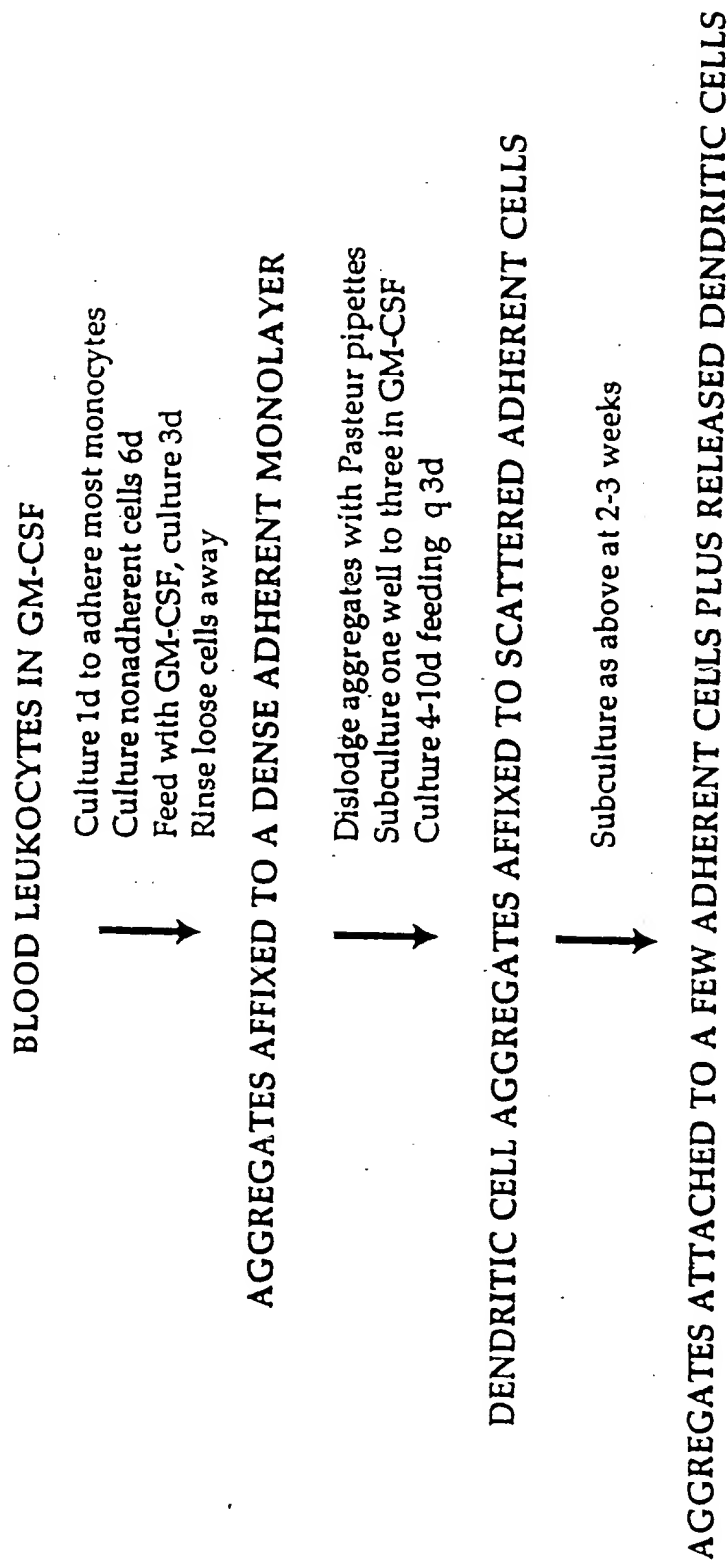 BLOOD LEUKOCYTES IN GM-CSF
Culture 1d to adhere most monocytes
Culture nonadherent cells 6d
Feed with GM-CSF, culture 3d
Rinse loose cells away
AGGREGATES AFFIXED TO A DENSE ADHERENT MONOLAYER
Dislodge aggregates with Pasteur pipettes
Subculture one well to three in GM-CSF
Culture 4-10d feeding q 3d
DENDRITIC CELL AGGREGATES AFFIXED TO SCATTERED ADHERENT CELLS
Subculture as above at 2-3 weeks
AGGREGATES ATTACHED TO A FEW ADHERENT CELLS PLUS RELEASED DENDRITIC CELLS